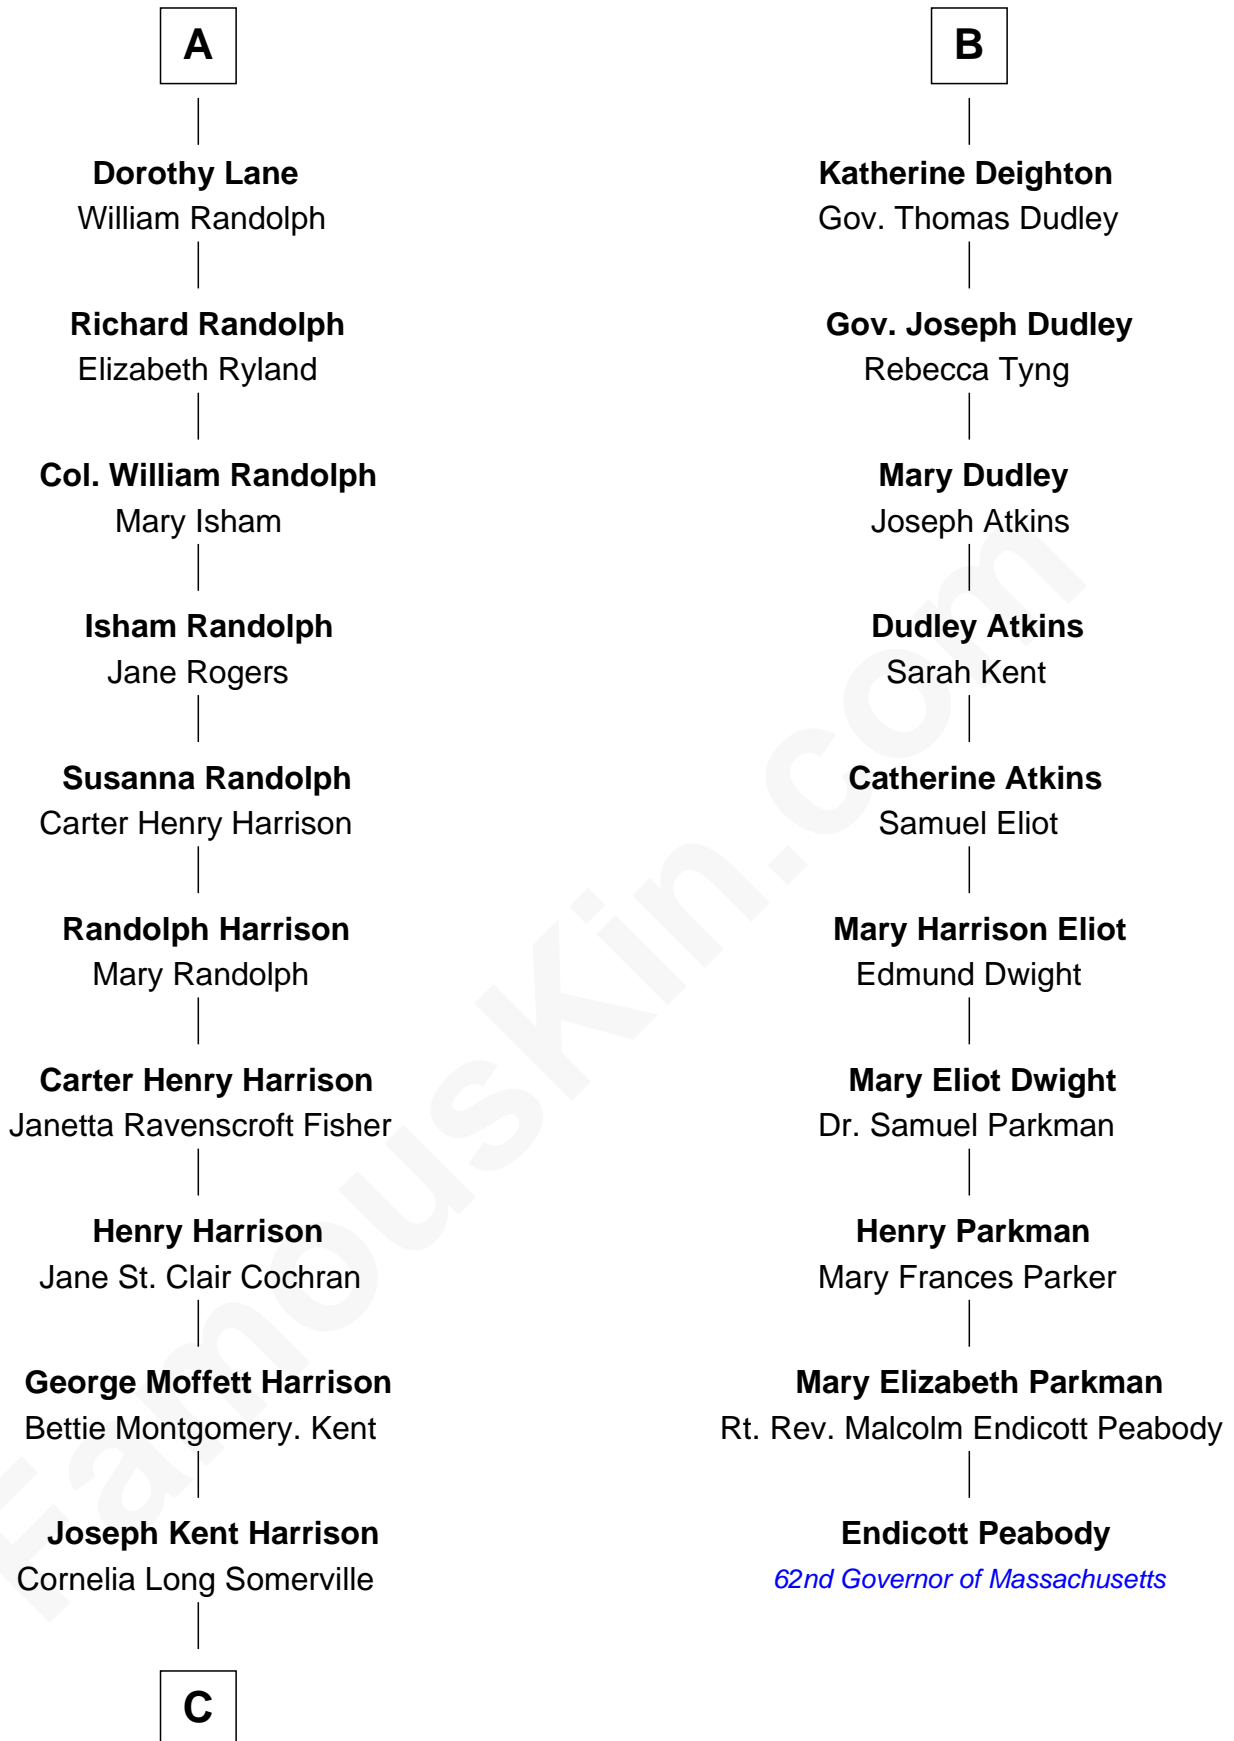 A
Dorothy Lane
William Randolph
Richard Randolph
Elizabeth Ryland
Col. William Randolph
Mary Isham
Isham Randolph
Jane Rogers
Susanna Randolph
Carter Henry Harrison
Randolph Harrison
Mary Randolph
Carter Henry Harrison
Janetta Ravenscroft Fisher
Henry Harrison
Jane St. Clair Cochran
George Moffett Harrison
Bettie Montgomery. Kent
Joseph Kent Harrison
Cornelia Long Somerville
C
B
Katherine Deighton
Gov. Thomas Dudley
Gov. Joseph Dudley
Rebecca Tyng
Mary Dudley
Joseph Atkins
Dudley Atkins
Sarah Kent
Catherine Atkins
Samuel Eliot
Mary Harrison Eliot
Edmund Dwight
Mary Eliot Dwight
Dr. Samuel Parkman
Henry Parkman
Mary Frances Parker
Mary Elizabeth Parkman
Rt. Rev. Malcolm Endicott Peabody
Endicott Peabody
62nd Governor of Massachusetts
FamousKin.com